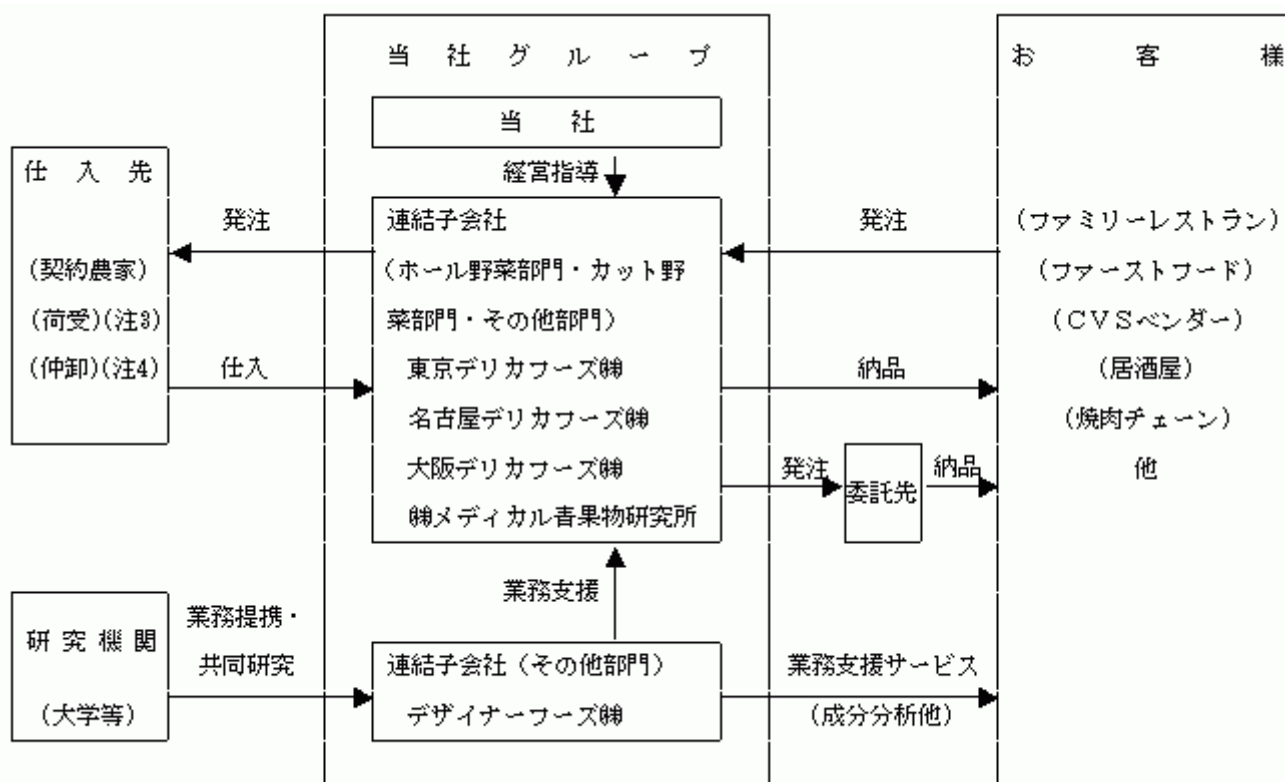 当社グループ
お客様
当社
仕入先
経営指導
発注
連結子会社
発注
(ファミリーレストラン)
(契約農家)
(ホール野菜部門・カット野
(ファーストフード)
(荷受)(注3)
菜部門・その他部門)
(CVSベンダー)
(仲卸)(注4)
仕入
東京デリカフーズ㈱
納品
(居酒屋)
名古屋デリカフーズ㈱
(焼肉チェーン)
大阪デリカフーズ㈱
発注
納品
他
委託先
㈱メディカル青果物研究所
業務支援
業務提携・
研究機関
共同研究
連結子会社(その他部門)
業務支援サービス
(大学等)
デザイナーフーズ㈱
(成分分析他)